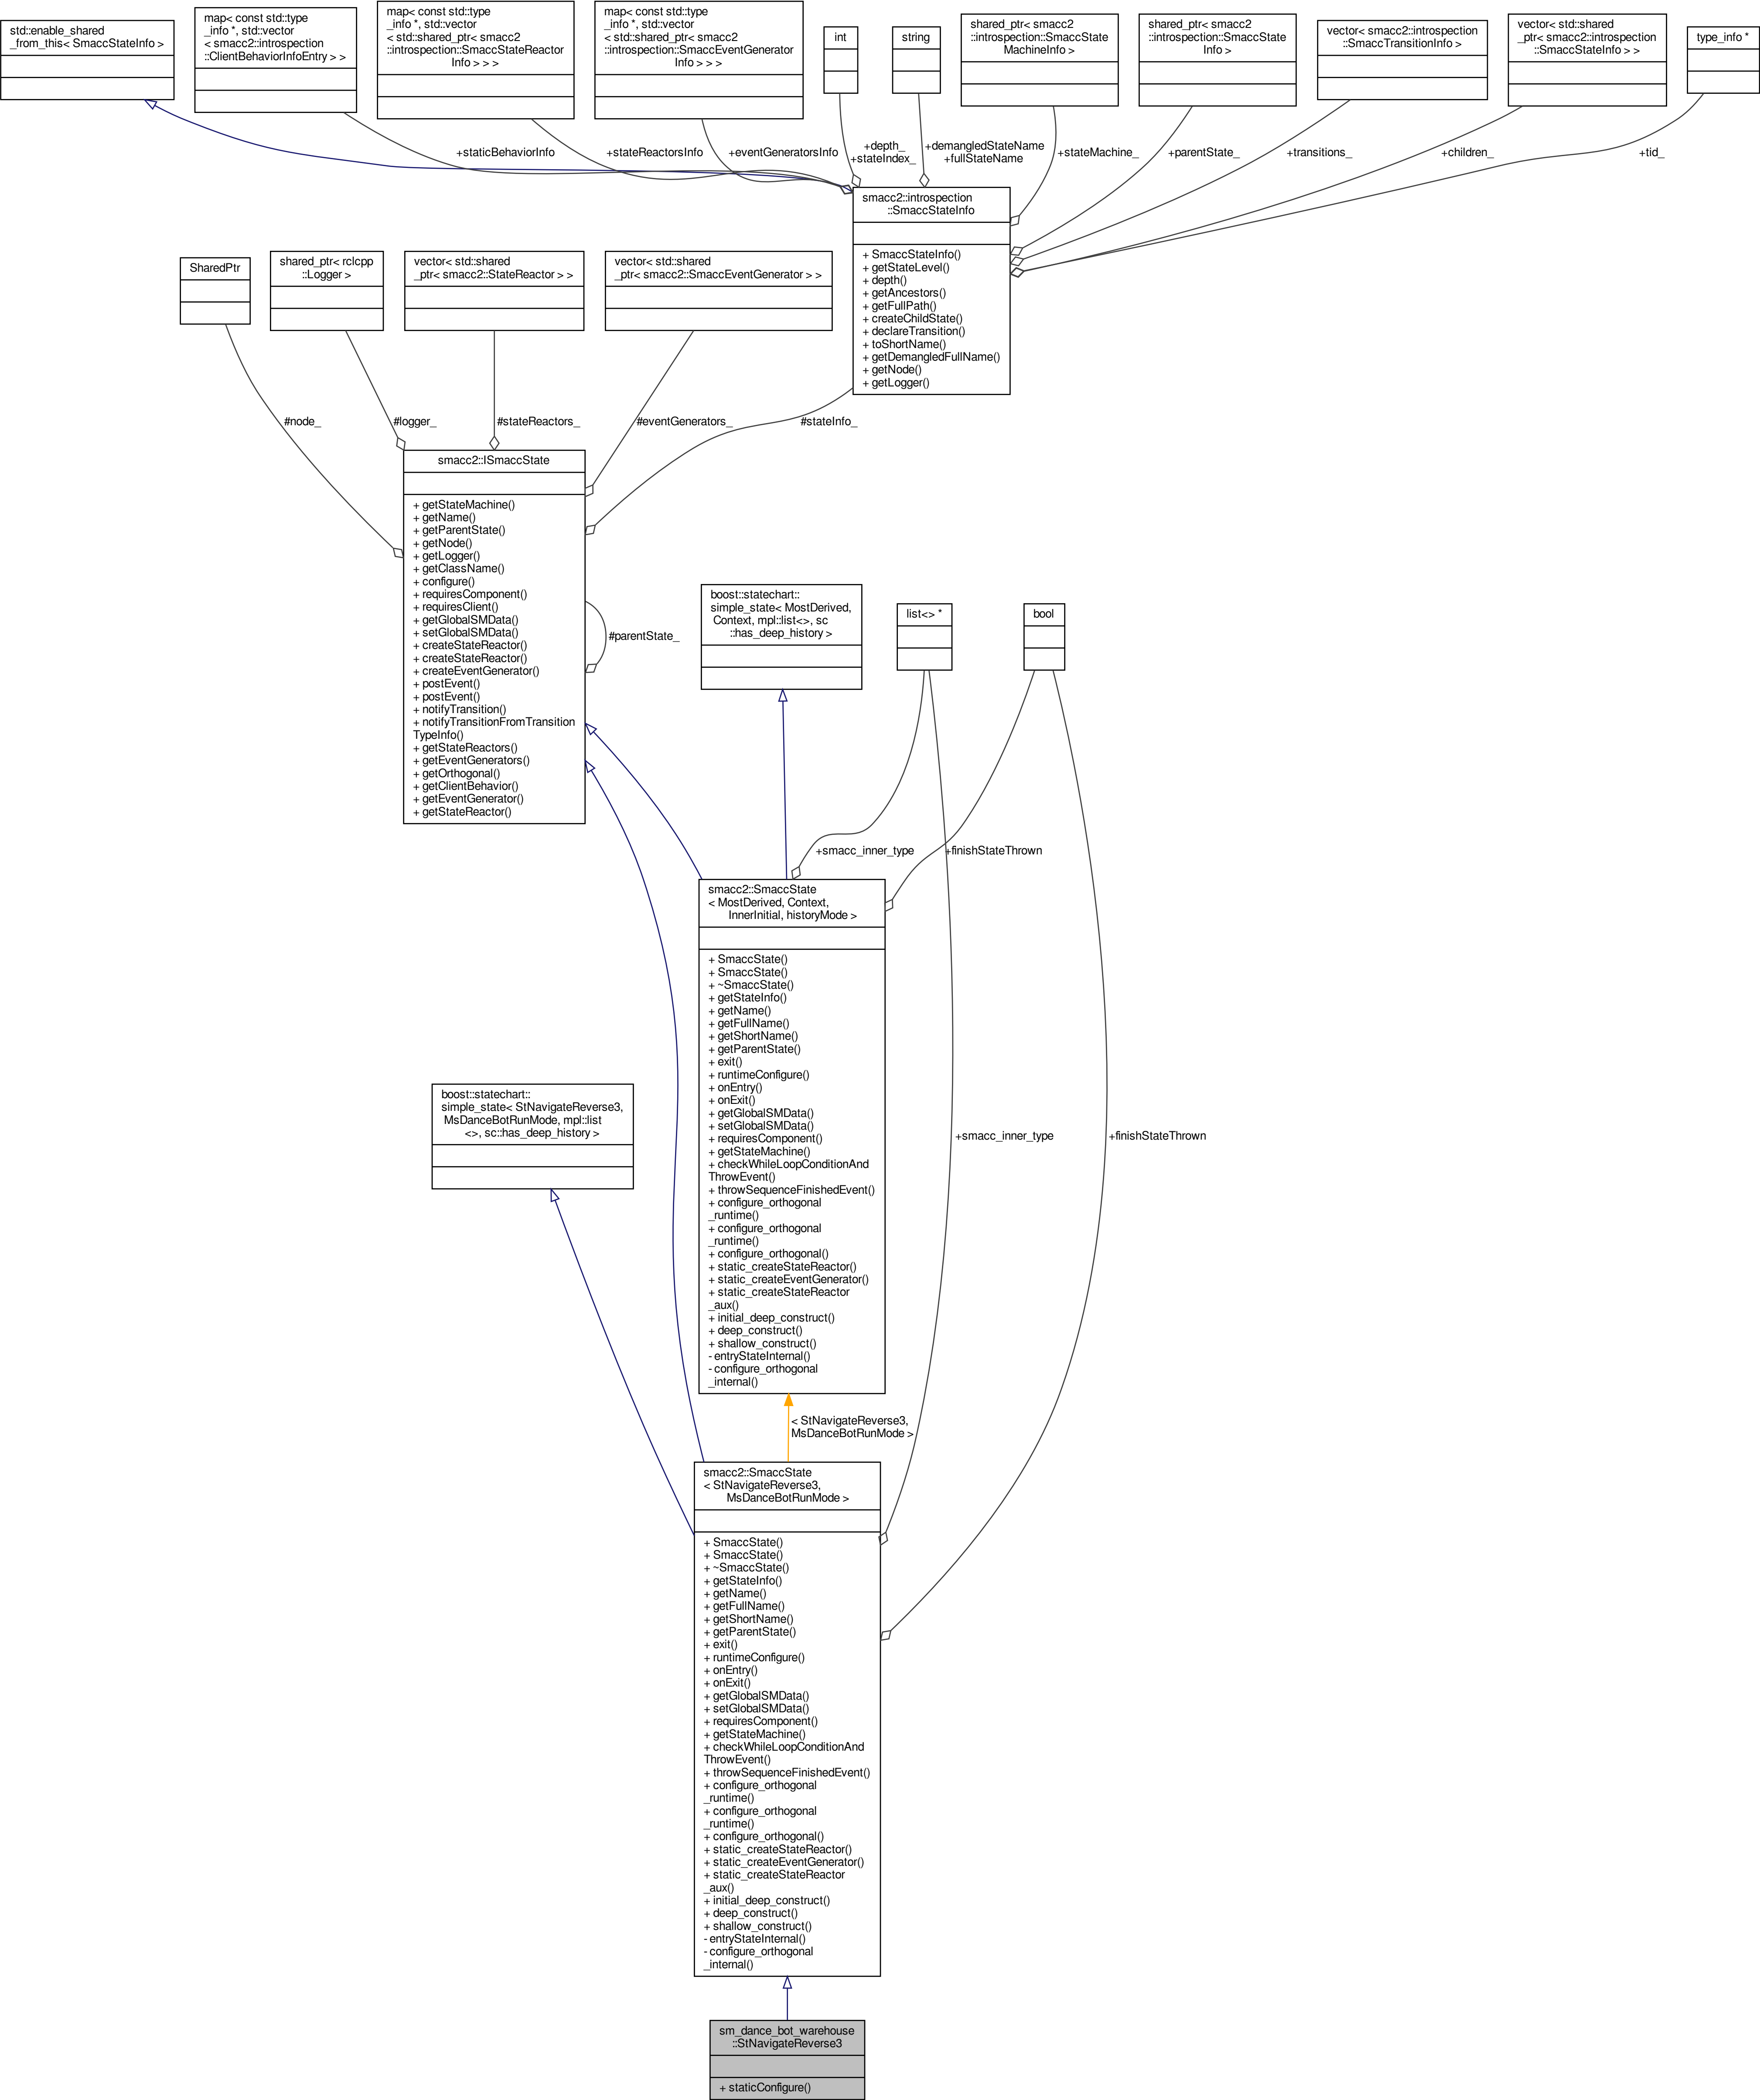 std::enable_shared
_from_this< SmaccStateInfo >
map< const std::type
_info *, std::vector
< smacc2::introspection
::ClientBehaviorInfoEntry > >
map< const std::type
_info *, std::vector
< std::shared_ptr< smacc2
::introspection::SmaccStateReactor
Info > > >
map< const std::type
_info *, std::vector
< std::shared_ptr< smacc2
::introspection::SmaccEventGenerator
Info > > >
int
string
shared_ptr< smacc2
::introspection::SmaccState
MachineInfo >
shared_ptr< smacc2
::introspection::SmaccState
Info >
vector< smacc2::introspection
::SmaccTransitionInfo >
vector< std::shared
_ptr< smacc2::introspection
::SmaccStateInfo > >
type_info *
+staticBehaviorInfo
+stateReactorsInfo
+eventGeneratorsInfo
+depth_
+stateIndex_
+demangledStateName
+fullStateName
+stateMachine_
+parentState_
+transitions_
+children_
+tid_
smacc2::introspection
::SmaccStateInfo
+ SmaccStateInfo()
+ getStateLevel()
+ depth()
+ getAncestors()
+ getFullPath()
+ createChildState()
+ declareTransition()
+ toShortName()
+ getDemangledFullName()
+ getNode()
+ getLogger()
SharedPtr
shared_ptr< rclcpp
::Logger >
vector< std::shared
_ptr< smacc2::StateReactor > >
vector< std::shared
_ptr< smacc2::SmaccEventGenerator > >
#node_
#logger_
#stateReactors_
#eventGenerators_
#stateInfo_
smacc2::ISmaccState
+ getStateMachine()
+ getName()
+ getParentState()
+ getNode()
+ getLogger()
+ getClassName()
+ configure()
+ requiresComponent()
+ requiresClient()
+ getGlobalSMData()
+ setGlobalSMData()
+ createStateReactor()
+ createStateReactor()
+ createEventGenerator()
+ postEvent()
+ postEvent()
+ notifyTransition()
+ notifyTransitionFromTransition
TypeInfo()
+ getStateReactors()
+ getEventGenerators()
+ getOrthogonal()
+ getClientBehavior()
+ getEventGenerator()
+ getStateReactor()
#parentState_
boost::statechart::
simple_state< MostDerived,
Context, mpl::list<>, sc
::has_deep_history >
list<> *
bool
+smacc_inner_type
+finishStateThrown
smacc2::SmaccState
< MostDerived, Context,
InnerInitial, historyMode >
+ SmaccState()
+ SmaccState()
+ ~SmaccState()
+ getStateInfo()
+ getName()
+ getFullName()
+ getShortName()
+ getParentState()
+ exit()
+ runtimeConfigure()
+ onEntry()
+ onExit()
+ getGlobalSMData()
+ setGlobalSMData()
+ requiresComponent()
+ getStateMachine()
+ checkWhileLoopConditionAnd
ThrowEvent()
+ throwSequenceFinishedEvent()
+ configure_orthogonal
_runtime()
+ configure_orthogonal
_runtime()
+ configure_orthogonal()
+ static_createStateReactor()
+ static_createEventGenerator()
+ static_createStateReactor
_aux()
+ initial_deep_construct()
+ deep_construct()
+ shallow_construct()
- entryStateInternal()
- configure_orthogonal
_internal()
boost::statechart::
simple_state< StNavigateReverse3,
MsDanceBotRunMode, mpl::list
<>, sc::has_deep_history >
+smacc_inner_type
+finishStateThrown
< StNavigateReverse3,
MsDanceBotRunMode >
smacc2::SmaccState
< StNavigateReverse3,
MsDanceBotRunMode >
+ SmaccState()
+ SmaccState()
+ ~SmaccState()
+ getStateInfo()
+ getName()
+ getFullName()
+ getShortName()
+ getParentState()
+ exit()
+ runtimeConfigure()
+ onEntry()
+ onExit()
+ getGlobalSMData()
+ setGlobalSMData()
+ requiresComponent()
+ getStateMachine()
+ checkWhileLoopConditionAnd
ThrowEvent()
+ throwSequenceFinishedEvent()
+ configure_orthogonal
_runtime()
+ configure_orthogonal
_runtime()
+ configure_orthogonal()
+ static_createStateReactor()
+ static_createEventGenerator()
+ static_createStateReactor
_aux()
+ initial_deep_construct()
+ deep_construct()
+ shallow_construct()
- entryStateInternal()
- configure_orthogonal
_internal()
sm_dance_bot_warehouse
::StNavigateReverse3
+ staticConfigure()